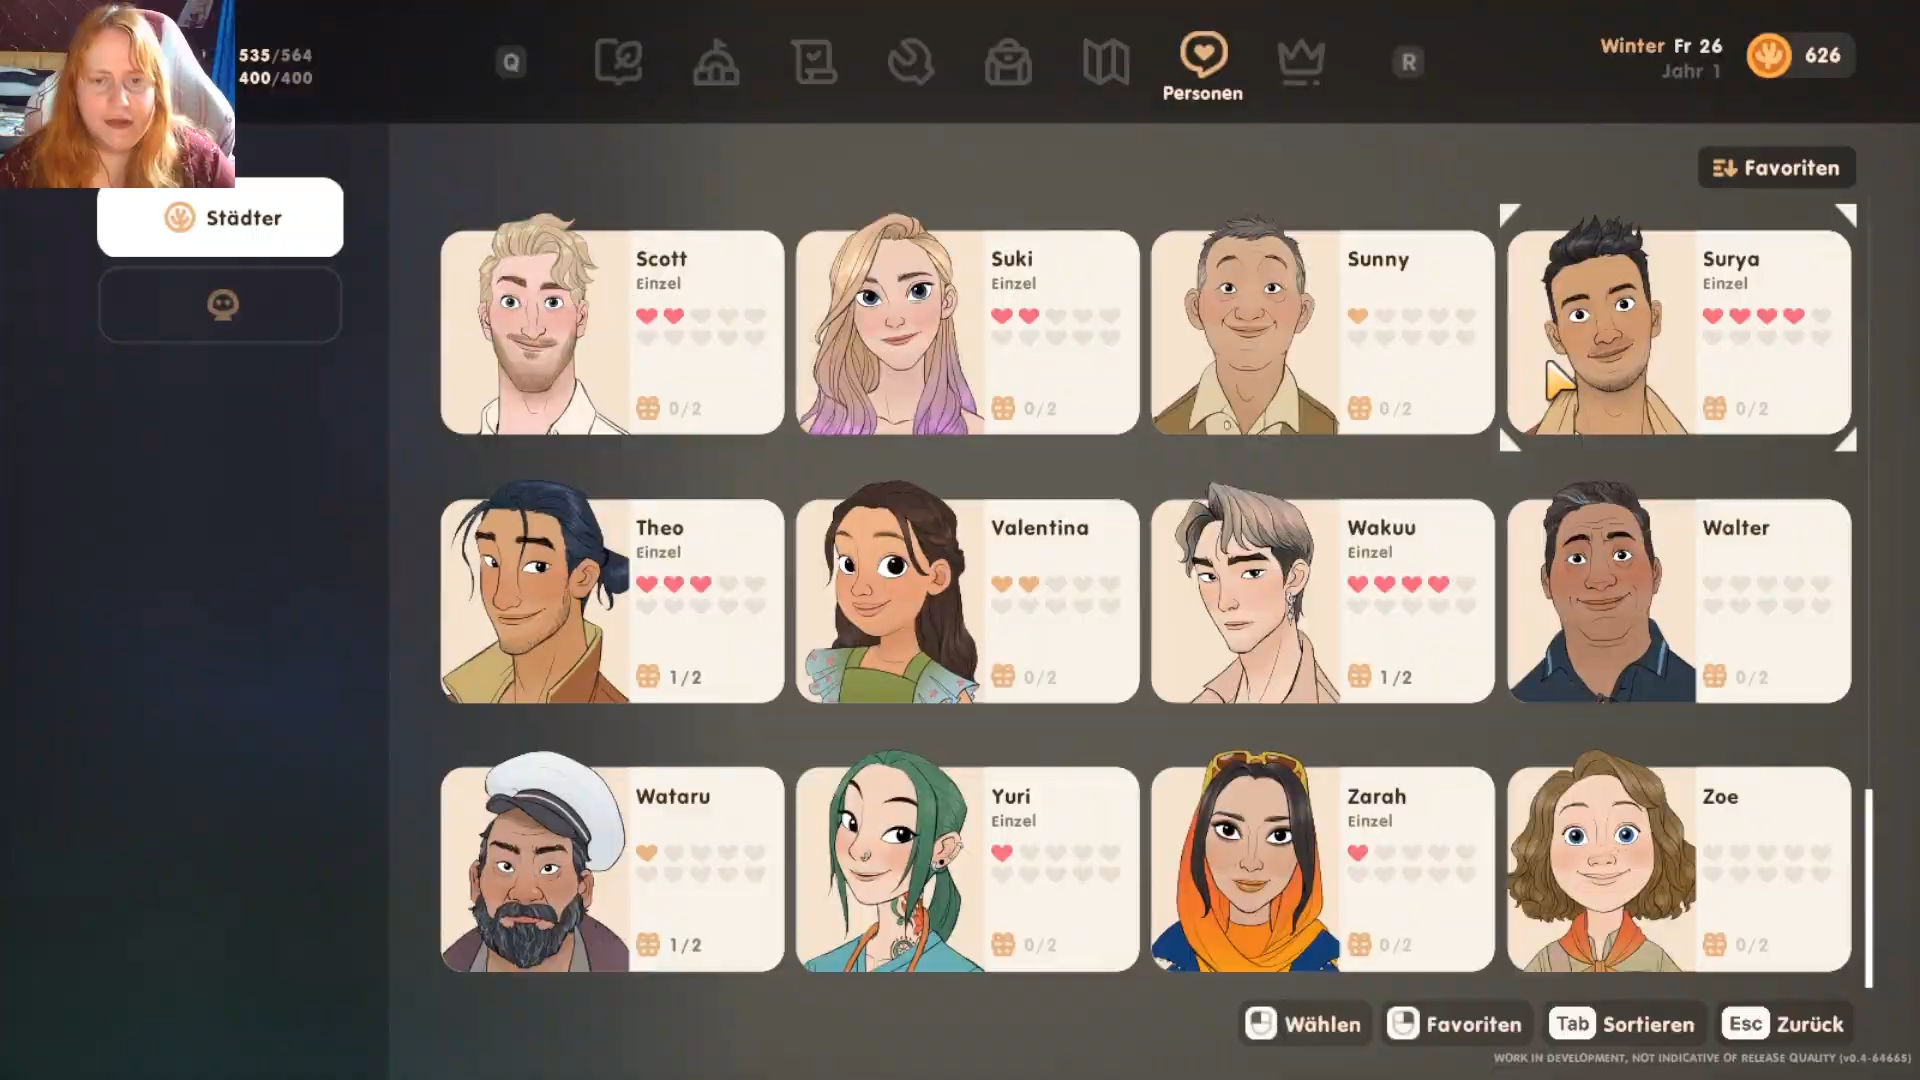 535/564
400/400
Q
Personen
R
Winter Fr 26
Jahr 1
626
Favoriten
Städter
Scott
Einzel
0/2
Suki
Einzel
0/2
Sunny
0/2
Surya
Einzel
0/2
Theo
Einzel
1/2
Valentina
0/2
Wakuu
Einzel
1/2
Walter
0/2
Wataru
1/2
Yuri
Einzel
0/2
Zarah
Einzel
0/2
Zoe
0/2
Wählen
Favoriten
Tab Sortieren
Esc Zurück
WORK IN DEVELOPMENT, NOT INDICATIVE OF RELEASE QUALITY (v0.4-64665)